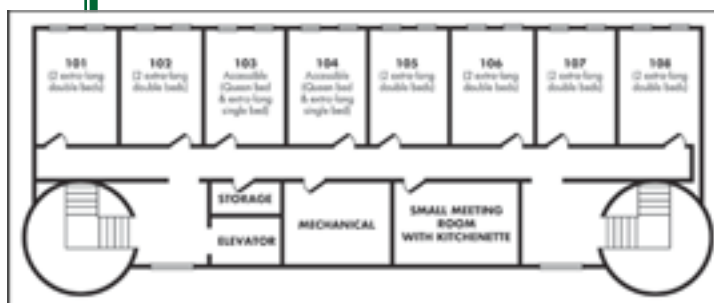 101
(2 extra-long
double beds)
102
(2 extra-long
double beds)
103
Accessible
(Queen bed
& extra-long
single bed)
104
Accessible
(Queen bed
& extra-long
single bed)
105
(2 extra-long
double beds)
106
(2 extra-long
double beds)
107
(2 extra-long
double beds)
108
(2 extra-long
double beds)
STORAGE
ELEVATOR
MECHANICAL
SMALL MEETING
ROOM
WITH KITCHENETTE